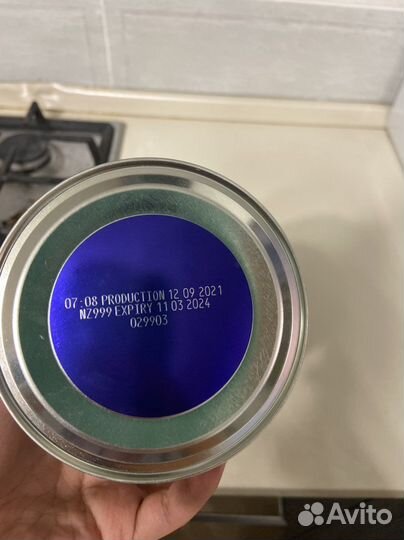 07:08 PRODUCTION 12 09 2021
NZ999 EXPIRY 11 03 2024
029903
Avito